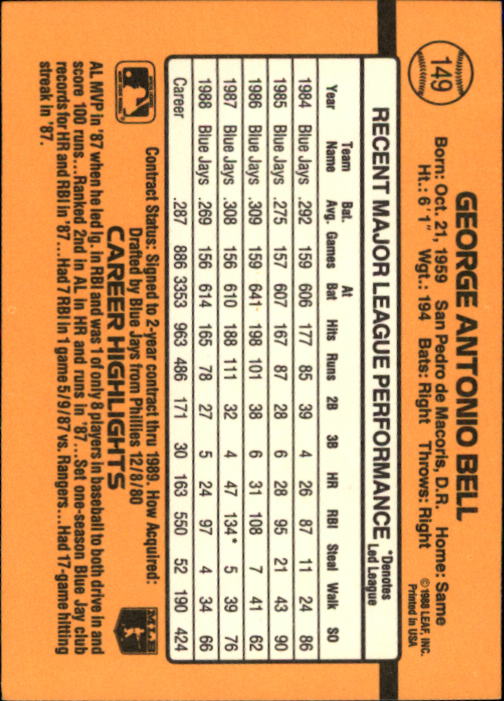 149
GEORGE ANTONIO BELL
Born: Oct. 21, 1959 San Pedro de Macoris, D.R. Home: Same
Ht.: 6'1" Wgt.: 194 Bats: Right Throws: Right
©1988 LEAF, INC.
Printed in USA
RECENT MAJOR LEAGUE PERFORMANCE *Denotes Led League
Year Team Name Bat. Avg. Games At Bat Hits Runs 2B 3B HR RBI Steal Walk SO
1984 Blue Jays .292 159 606 177 85 39 4 26 87 11 24 86
1985 Blue Jays .275 157 607 167 87 28 6 28 95 21 43 90
1986 Blue Jays .309 159 641 198 101 38 6 31 108 7 41 62
1987 Blue Jays .308 156 610 188 111 32 4 47 134* 5 39 76
1988 Blue Jays .269 156 614 165 78 27 5 24 97 4 34 66
Career .287 886 3353 963 486 171 30 163 550 52 190 424
Contract Status: Signed to 2-year contract thru 1989. How Acquired:
Drafted by Blue Jays from Phillies 12/8/80
MLB
CAREER HIGHLIGHTS
AL MVP in '87 when he led lg. in RBI and was 1 of only 8 players in baseball to both drive in and
score 100 runs...Ranked 2nd in AL in HR and runs in '87...Set one-season Blue Jay club
records for HR and RBI in '87...Had 7 RBI in 1 game 5/9/87 vs. Rangers...Had 17-game hitting
streak in '87.